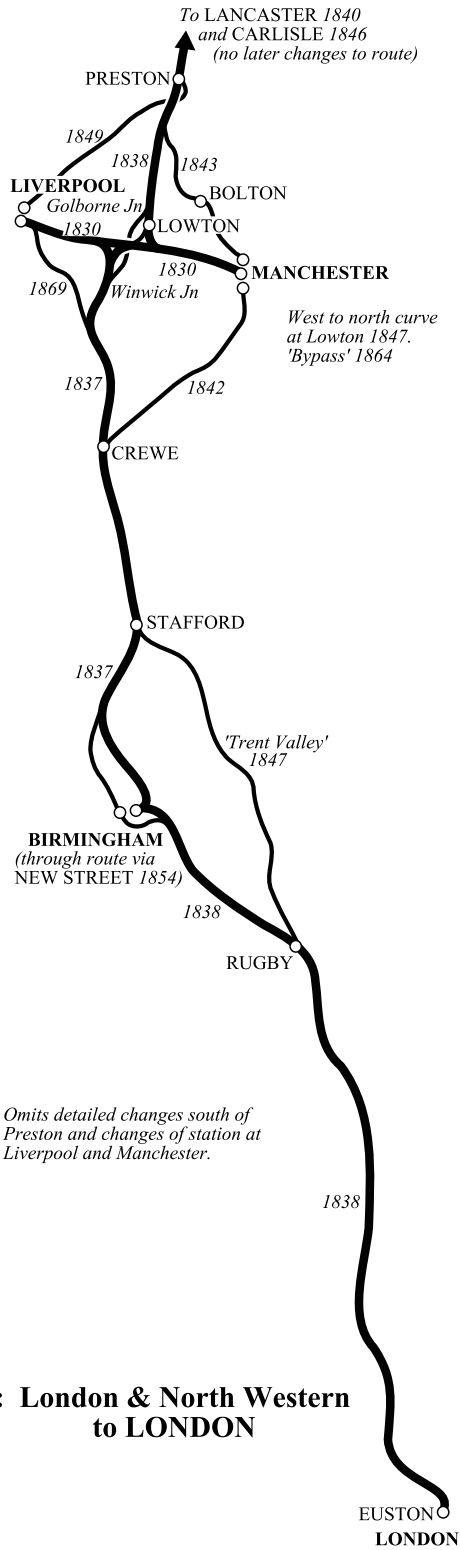 To LANCASTER 1840
and CARLISLE 1846
(no later changes to route)
PRESTON
1849
1838
1843
LIVERPOOL
BOLTON
Golborne Jn
LOWTON
1830
1830
MANCHESTER
1869
Winwick Jn
West to north curve
at Lowton 1847.
'Bypass' 1864
1837
1842
CREWE
STAFFORD
1837
'Trent Valley'
1847
BIRMINGHAM
(through route via
NEW STREET 1854)
1838
RUGBY
Omits detailed changes south of
Preston and changes of station at
Liverpool and Manchester.
1838
: London & North Western
to LONDON
EUSTON
LONDON